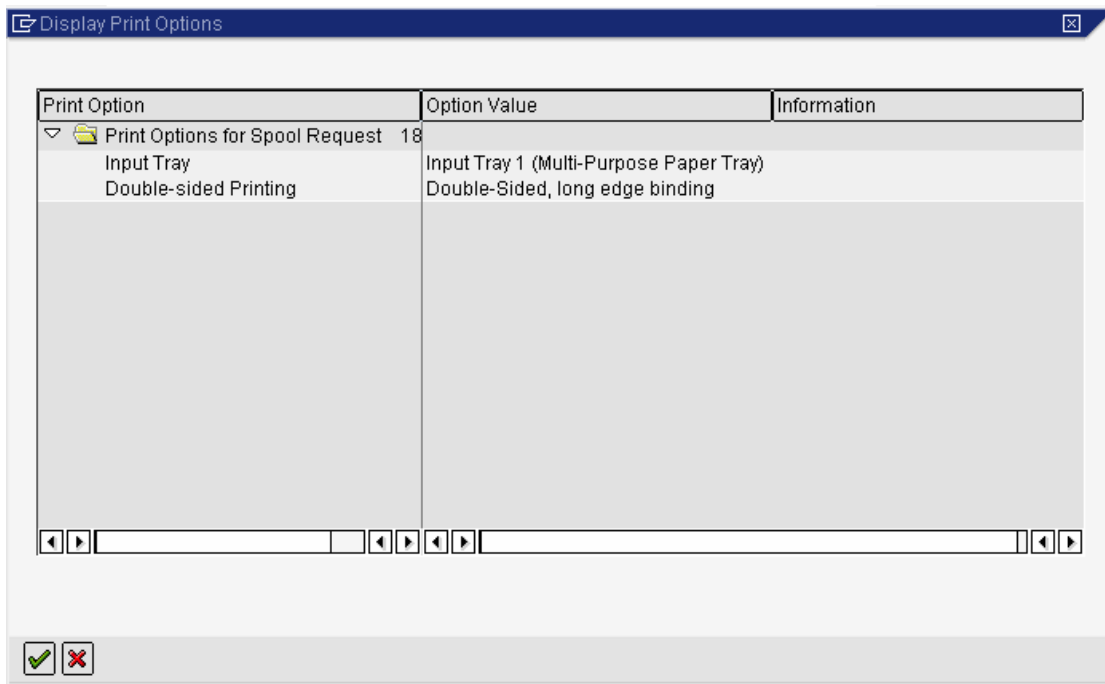 Display Print Options
Print Option Option Value Information
Print Options for Spool Request 18
Input Tray Input Tray 1 (Multi-Purpose Paper Tray)
Double-sided Printing Double-Sided, long edge binding